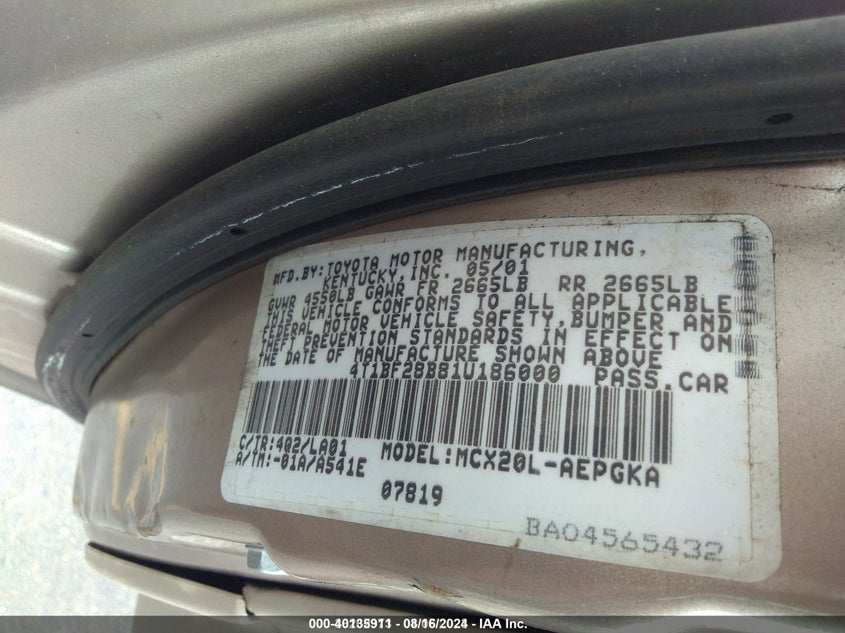 MFD.BY:TOYOTA MOTOR MANUFACTURING,
KENTUCKY,INC. 05/01
GVWR 4550LB GAWR FR 2665LB RR 2665LB
THIS VEHICLE CONFORMS TO ALL APPLICABLE
FEDERAL MOTOR VEHICLE SAFETY,BUMPER AND
THEFT PREVENTION STANDARDS IN EFFECT ON
THE DATE OF MANUFACTURE SHOWN ABOVE.
4T1BF28B81U186000 PASS.CAR
C/TR:4Q2/LA01 MODEL:MCX20L-AEPGKA
A/TM:-01A/A541E
07819
BA04565432
000-40135911 - 08/16/2024 - IAA Inc.